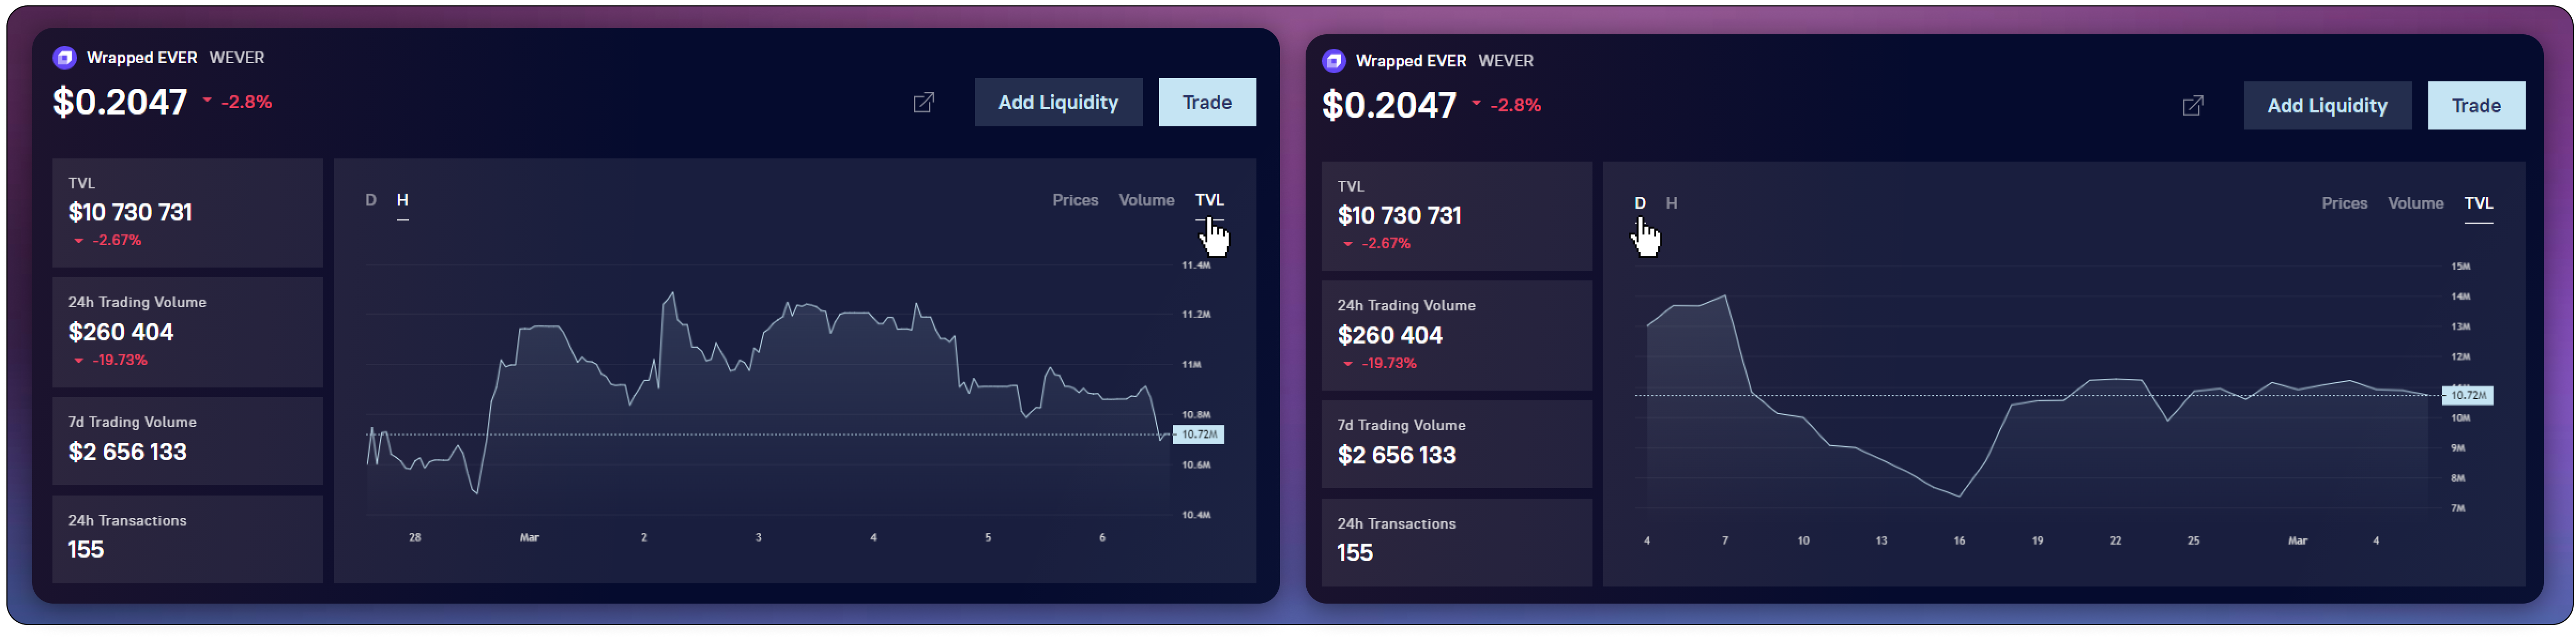 Wrapped EVER WEVER
$0.2047 -2.8%
Add Liquidity
Trade
TVL
$10 730 731
-2.67%
24h Trading Volume
$260 404
-19.73%
7d Trading Volume
$2 656 133
24h Transactions
155
D H
Prices Volume TVL
11.4M
11.2M
11M
10.8M
10.72M
10.6M
10.4M
28 Mar 2 3 4 5 6
Wrapped EVER WEVER
$0.2047 -2.8%
Add Liquidity
Trade
TVL
$10 730 731
-2.67%
24h Trading Volume
$260 404
-19.73%
7d Trading Volume
$2 656 133
24h Transactions
155
D H
Prices Volume TVL
15M
14M
13M
12M
10.72M
10M
9M
8M
7M
4 7 10 13 16 19 22 25 Mar 4